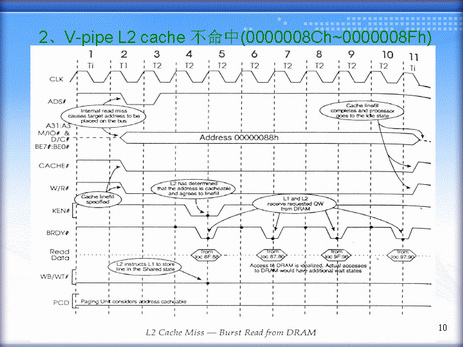 2、V-pipe L2 cache 不命中(0000008Ch~0000008Fh)
1 2 3 4 5 6 7 8 9 10 11
Ti T1 T2 T2 T2 T2 T2 T2 T2 T2 Ti
CLK
ADS#
Internal read miss
causes target address to be
placed on the bus
Cache linefill
completes and processor
goes to the idle state
A31:A3
M/IO# &
D/C#
BE7#:BE0#
Address 00000088h
CACHE#
W/R#
Cache linefill
specified
L2 has determined
that the address is cacheable
and agrees to linefill
L1 and L2
receive requested QW
from DRAM
KEN#
BRDY#
Read
Data
from
loc 8F:88
from
loc 87:80
from
loc 9F:98
from
loc 97:90
L2 instructs L1 to store
line in the Shared state
Access to DRAM is idealized. Actual accesses
to DRAM would have additional wait states
WB/WT#
PCD
Paging Unit considers address cacheable
L2 Cache Miss — Burst Read from DRAM
10